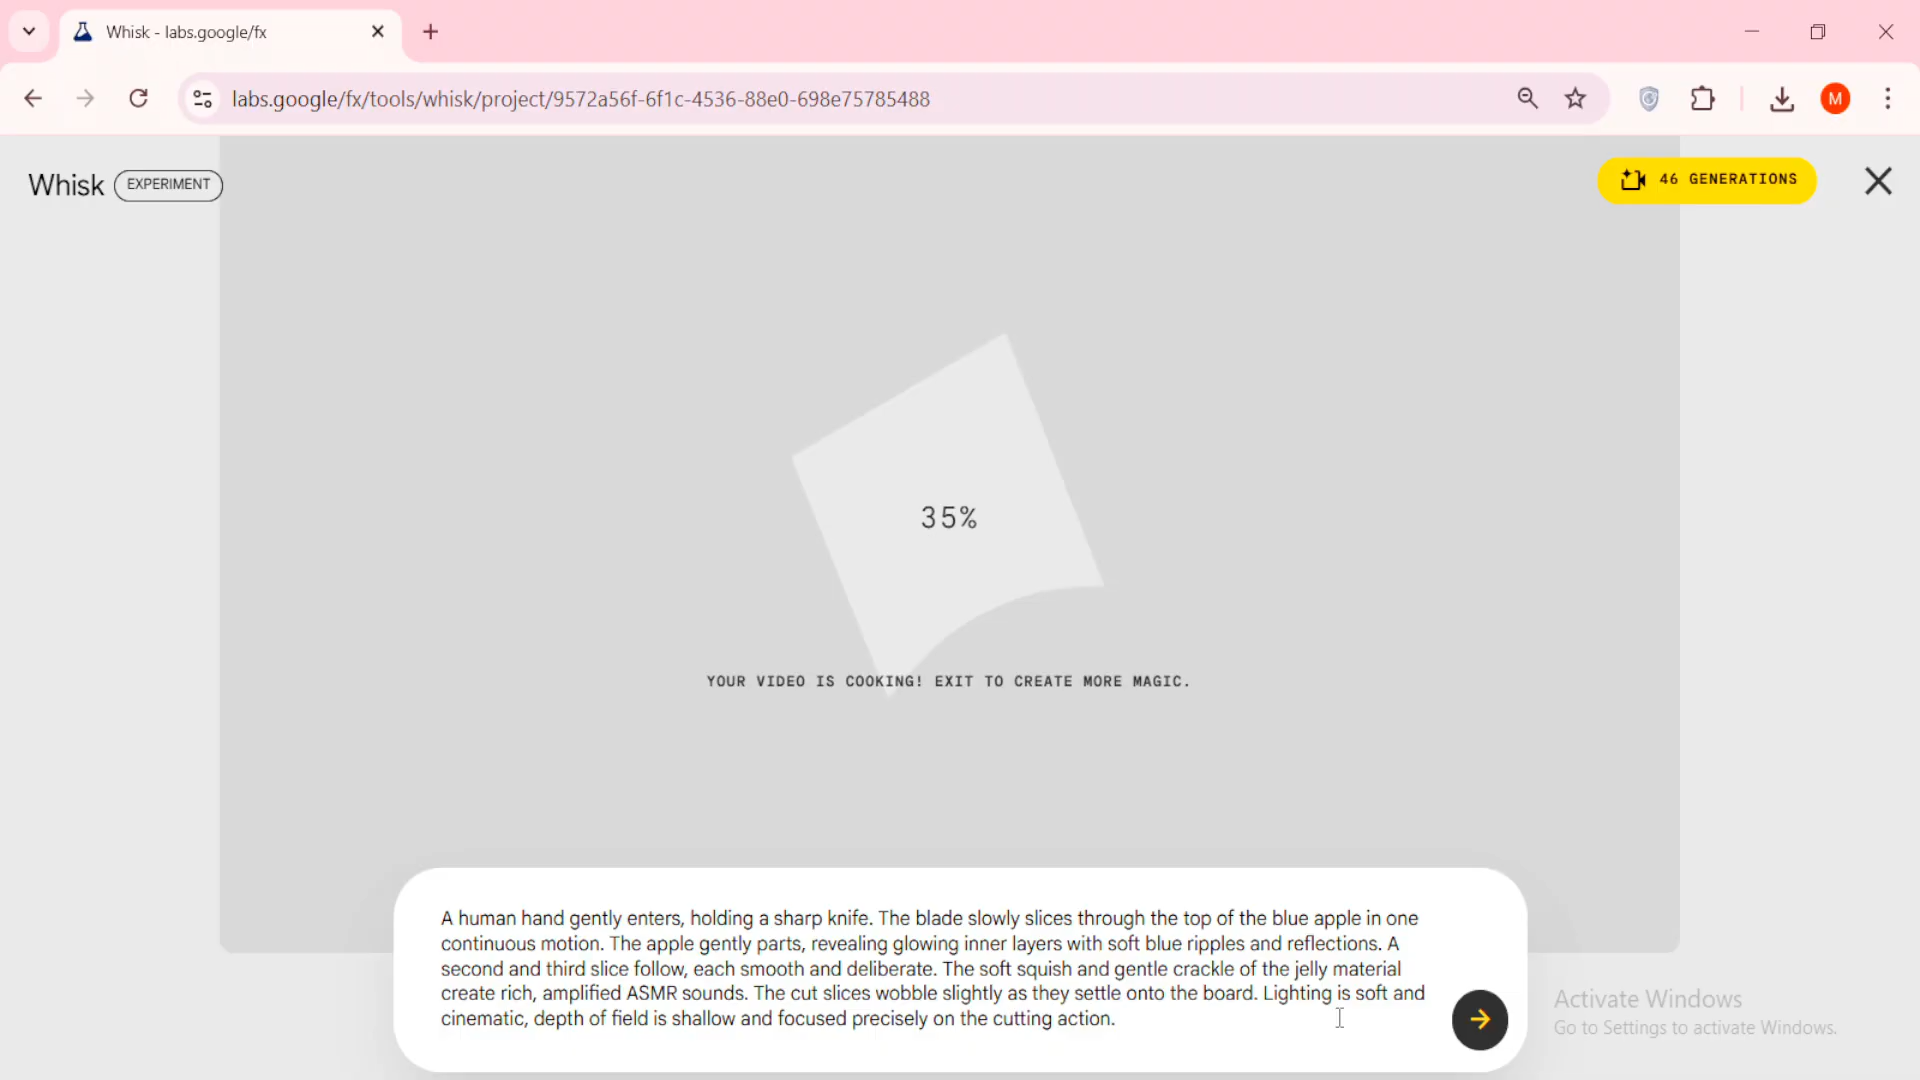 Whisk - labs.google/fx
labs.google/fx/tools/whisk/project/9572a56f-6f1c-4536-88e0-698e75785488
M
Whisk EXPERIMENT
46 GENERATIONS
35%
YOUR VIDEO IS COOKING! EXIT TO CREATE MORE MAGIC.
A human hand gently enters, holding a sharp knife. The blade slowly slices through the top of the blue apple in one
continuous motion. The apple gently parts, revealing glowing inner layers with soft blue ripples and reflections. A
second and third slice follow, each smooth and deliberate. The soft squish and gentle crackle of the jelly material
create rich, amplified ASMR sounds. The cut slices wobble slightly as they settle onto the board. Lighting is soft and
cinematic, depth of field is shallow and focused precisely on the cutting action.
Activate Windows
Go to Settings to activate Windows.